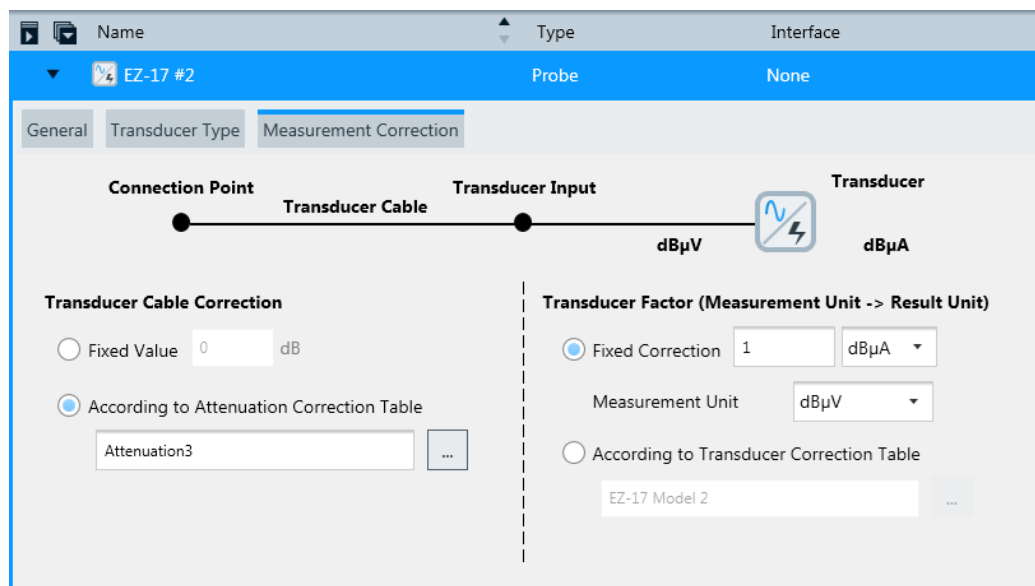 Name Type Interface
EZ-17 #2 Probe None
General Transducer Type Measurement Correction
Connection Point Transducer Input Transducer
Transducer Cable
dBµV dBµA
Transducer Cable Correction
Fixed Value 0 dB
According to Attenuation Correction Table
Attenuation3 ...
Transducer Factor (Measurement Unit -> Result Unit)
Fixed Correction 1 dBµA
Measurement Unit dBµV
According to Transducer Correction Table
EZ-17 Model 2 ...